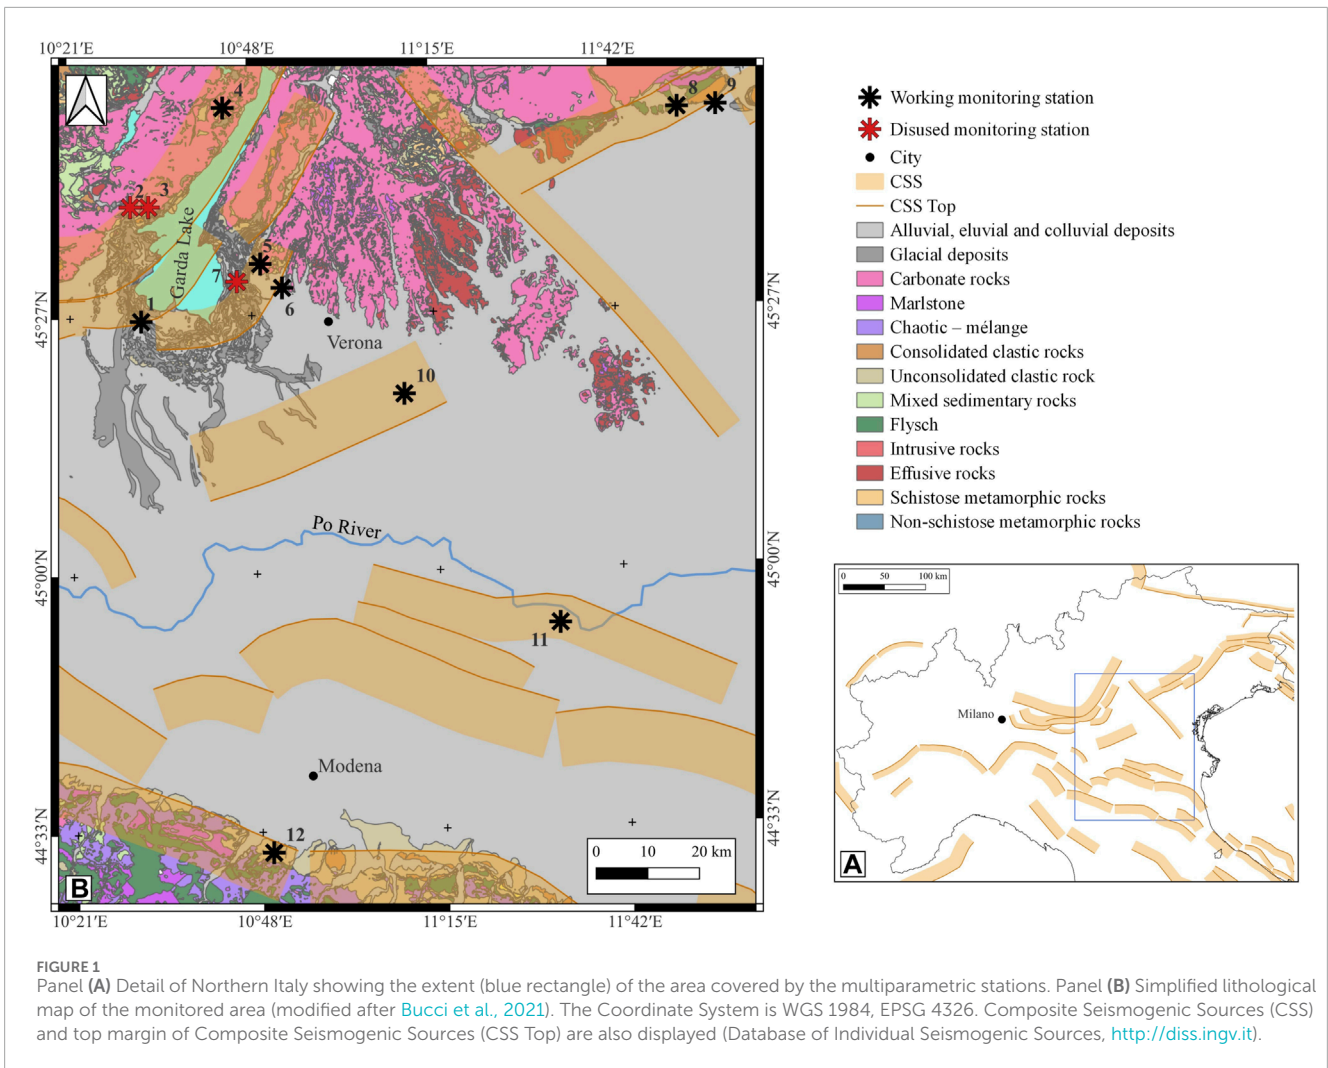 10°21′E
10°48′E
11°15′E
11°42′E
4
8
9
2
3
Garda Lake
5
7
6
1
Verona
10
45°27′N
45°27′N
Po River
45°00′N
45°00′N
11
Modena
44°33′N
44°33′N
12
0 10 20 km
B
10°21′E
10°48′E
11°15′E
11°42′E
Working monitoring station
Disused monitoring station
City
CSS
CSS Top
Alluvial, eluvial and colluvial deposits
Glacial deposits
Carbonate rocks
Marlstone
Chaotic – mélange
Consolidated clastic rocks
Unconsolidated clastic rock
Mixed sedimentary rocks
Flysch
Intrusive rocks
Effusive rocks
Schistose metamorphic rocks
Non-schistose metamorphic rocks
0 50 100 km
Milano
A
FIGURE 1
Panel (A) Detail of Northern Italy showing the extent (blue rectangle) of the area covered by the multiparametric stations. Panel (B) Simplified lithological
map of the monitored area (modified after Bucci et al., 2021). The Coordinate System is WGS 1984, EPSG 4326. Composite Seismogenic Sources (CSS)
and top margin of Composite Seismogenic Sources (CSS Top) are also displayed (Database of Individual Seismogenic Sources, http://diss.ingv.it).